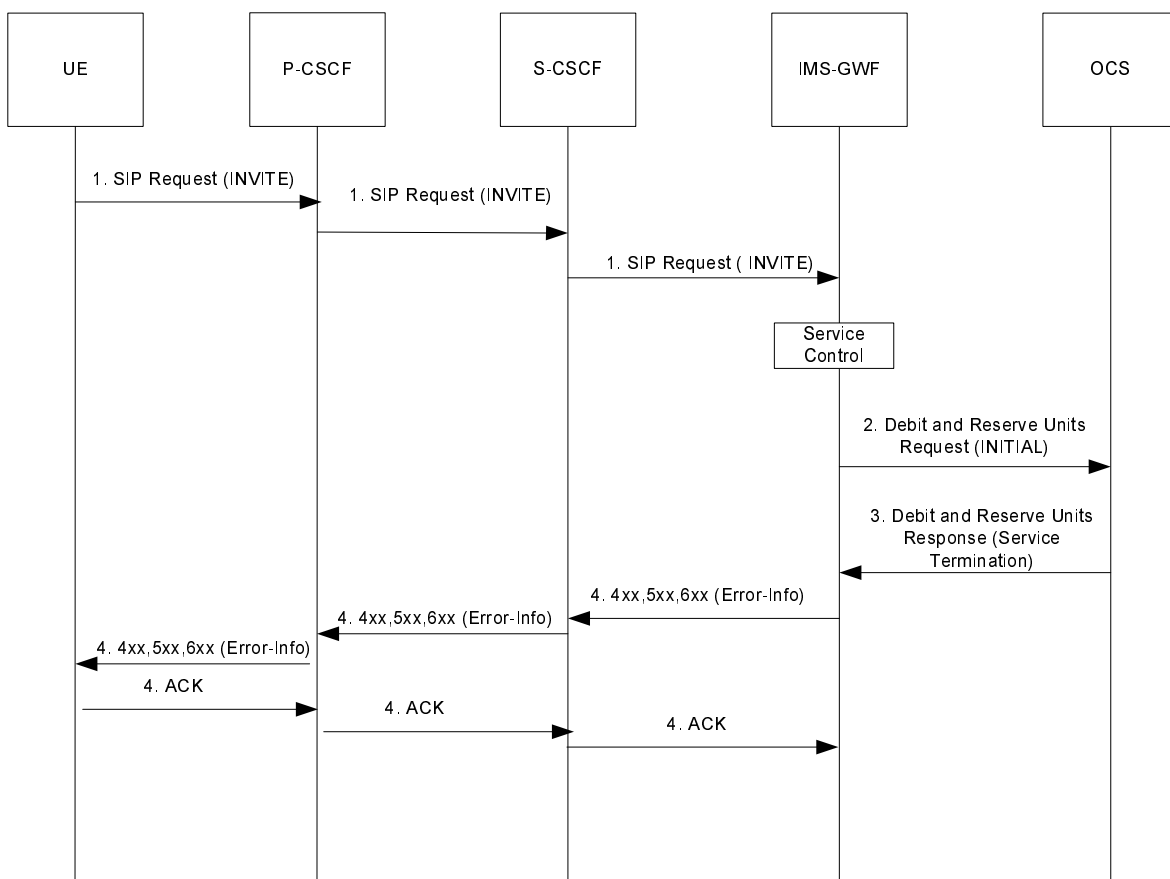 UE
P-CSCF
S-CSCF
IMS-GWF
OCS
1. SIP Request (INVITE)
1. SIP Request (INVITE)
1. SIP Request ( INVITE)
Service
Control
2. Debit and Reserve Units
Request (INITIAL)
3. Debit and Reserve Units
Response (Service
Termination)
4. 4xx,5xx,6xx (Error-Info)
4. 4xx,5xx,6xx (Error-Info)
4. 4xx,5xx,6xx (Error-Info)
4. ACK
4. ACK
4. ACK